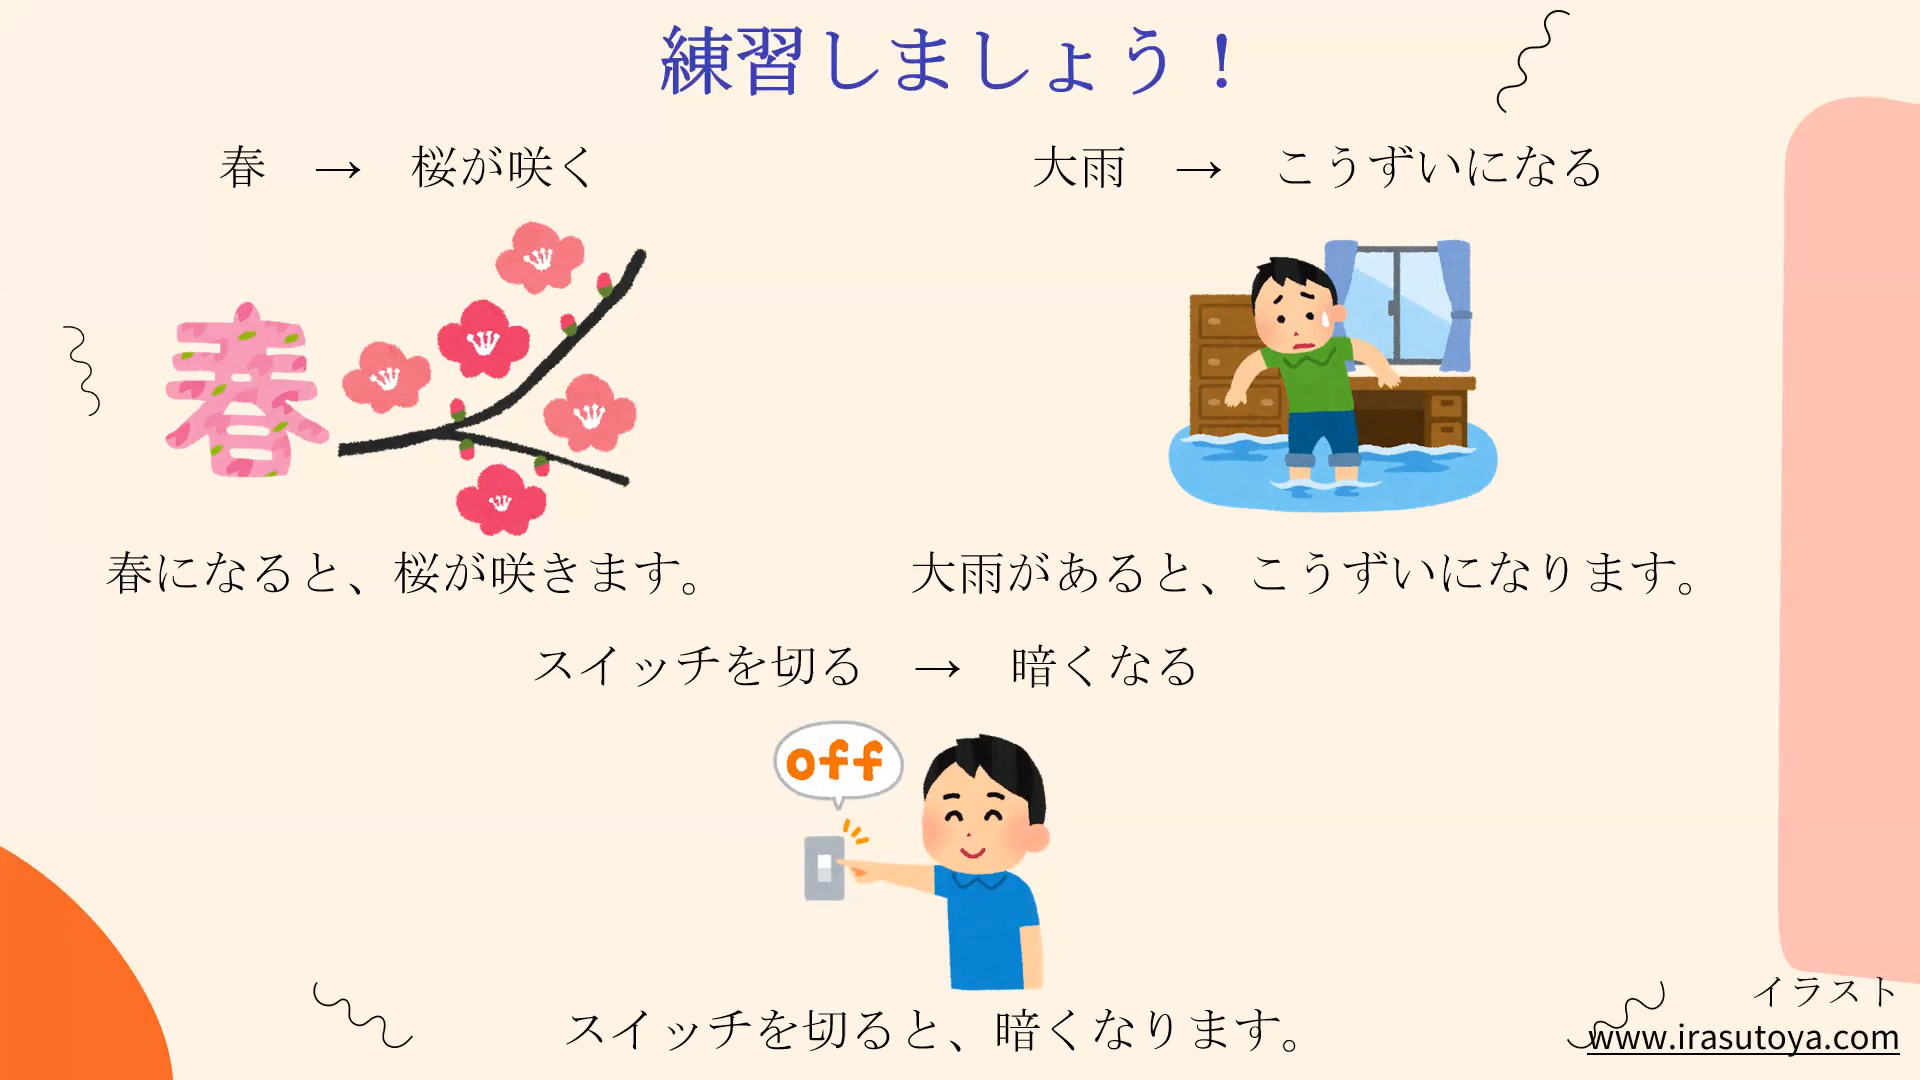 練習しましょう！
春　→　桜が咲く
大雨　→　こうずいになる
春
春になると、桜が咲きます。
大雨があると、こうずいになります。
スイッチを切る　→　暗くなる
off
スイッチを切ると、暗くなります。
イラスト
www.irasutoya.com